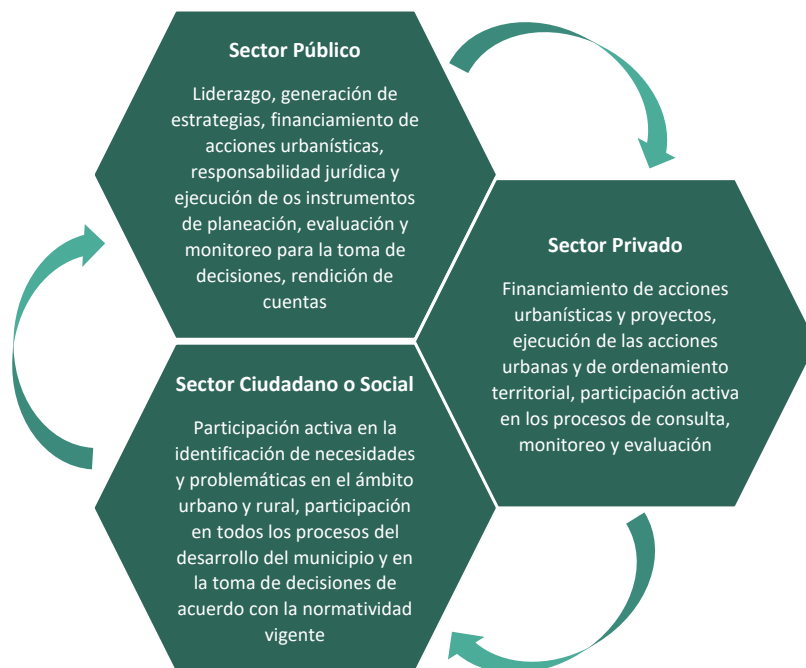 Sector Público
Liderazgo, generación de
estrategias, financiamiento de
acciones urbanísticas,
responsabilidad jurídica y
ejecución de os instrumentos
de planeación, evaluación y
monitoreo para la toma de
decisiones, rendición de
cuentas
Sector Privado
Financiamiento de acciones
urbanísticas y proyectos,
ejecución de las acciones
urbanas y de ordenamiento
territorial, participación activa
en los procesos de consulta,
monitoreo y evaluación
Sector Ciudadano o Social
Participación activa en la
identificación de necesidades
y problemáticas en el ámbito
urbano y rural, participación
en todos los procesos del
desarrollo del municipio y en
la toma de decisiones de
acuerdo con la normatividad
vigente